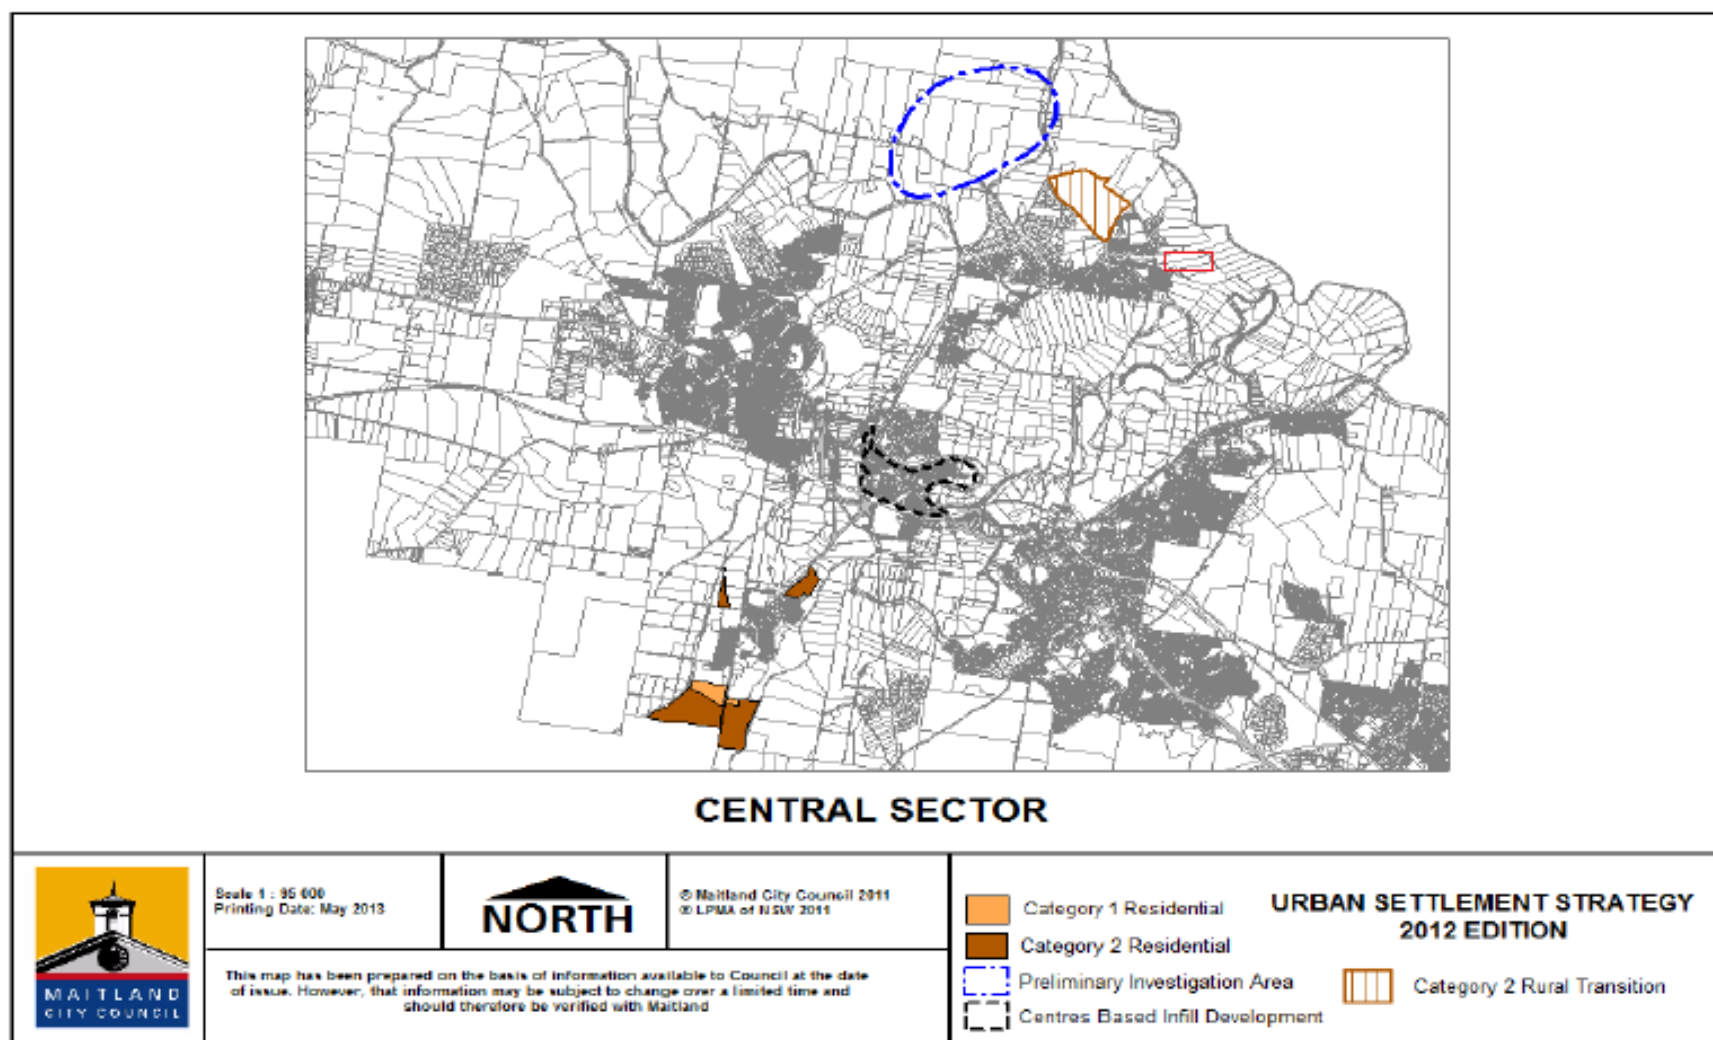 CENTRAL SECTOR
MAITLAND
CITY COUNCIL
Scale 1 : 95 000
Printing Date: May 2013
NORTH
© Maitland City Council 2011
® LPMA of NSW 2011
This map has been prepared on the basis of information available to Council at the date
of issue. However, that information may be subject to change over a limited time and
should therefore be verified with Maitland
Category 1 Residential
Category 2 Residential
Preliminary Investigation Area
Centres Based Infill Development
URBAN SETTLEMENT STRATEGY
2012 EDITION
Category 2 Rural Transition